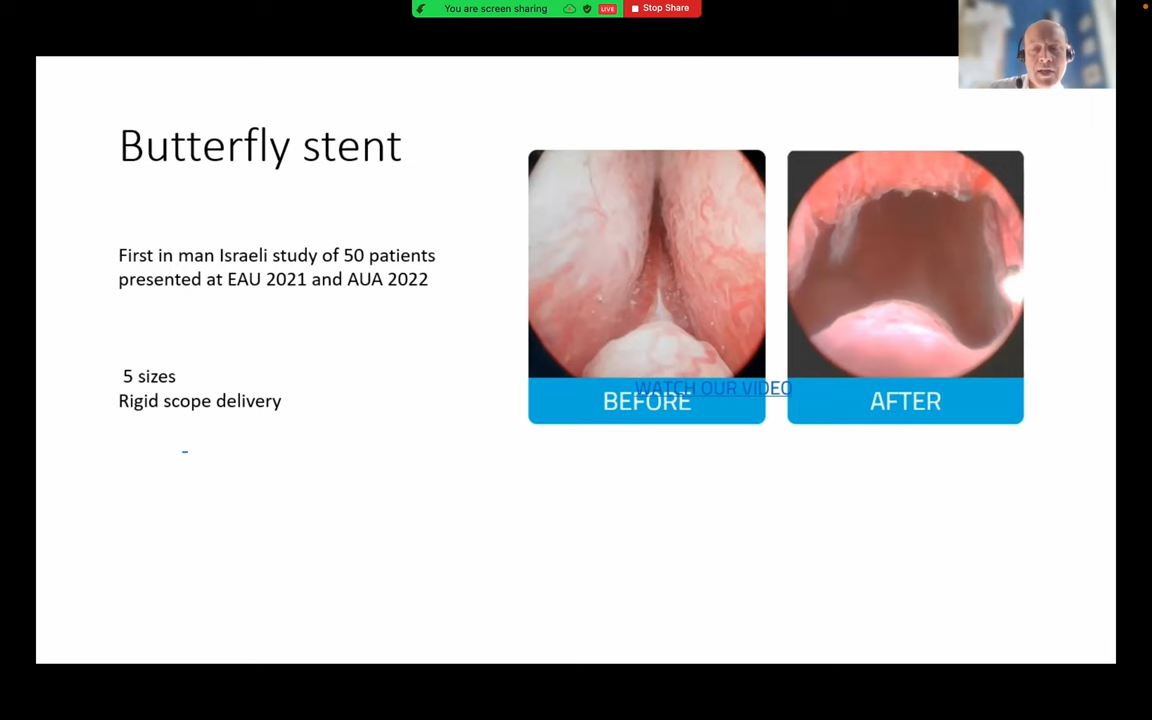 You are screen sharing
LIVE
Stop Share
Butterfly stent
First in man Israeli study of 50 patients
presented at EAU 2021 and AUA 2022
5 sizes
Rigid scope delivery
-
WATCH OUR VIDEO
BEFORE
AFTER